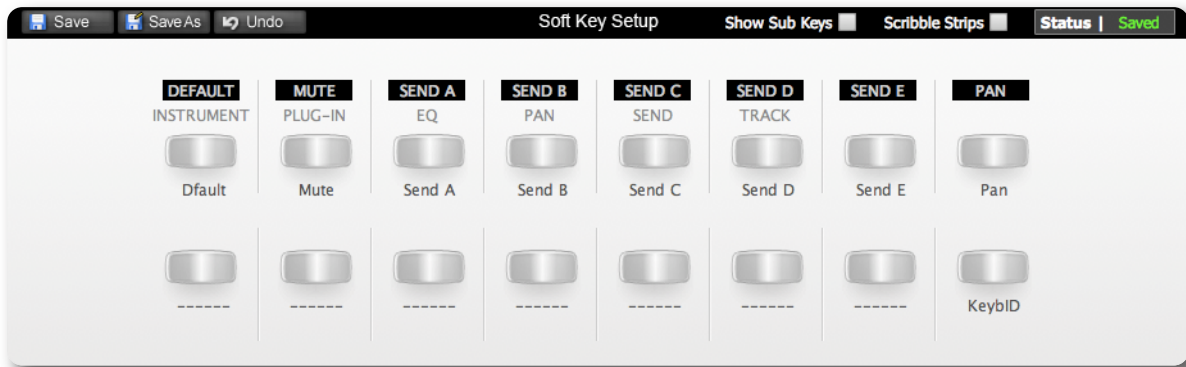 Save Save As Undo Soft Key Setup Show Sub Keys Scribble Strips Status | Saved
DEFAULT MUTE SEND A SEND B SEND C SEND D SEND E PAN
INSTRUMENT PLUG-IN EQ PAN SEND TRACK
Dfault Mute Send A Send B Send C Send D Send E Pan
------ ------ ------ ------ ------ ------ ------ KeybID